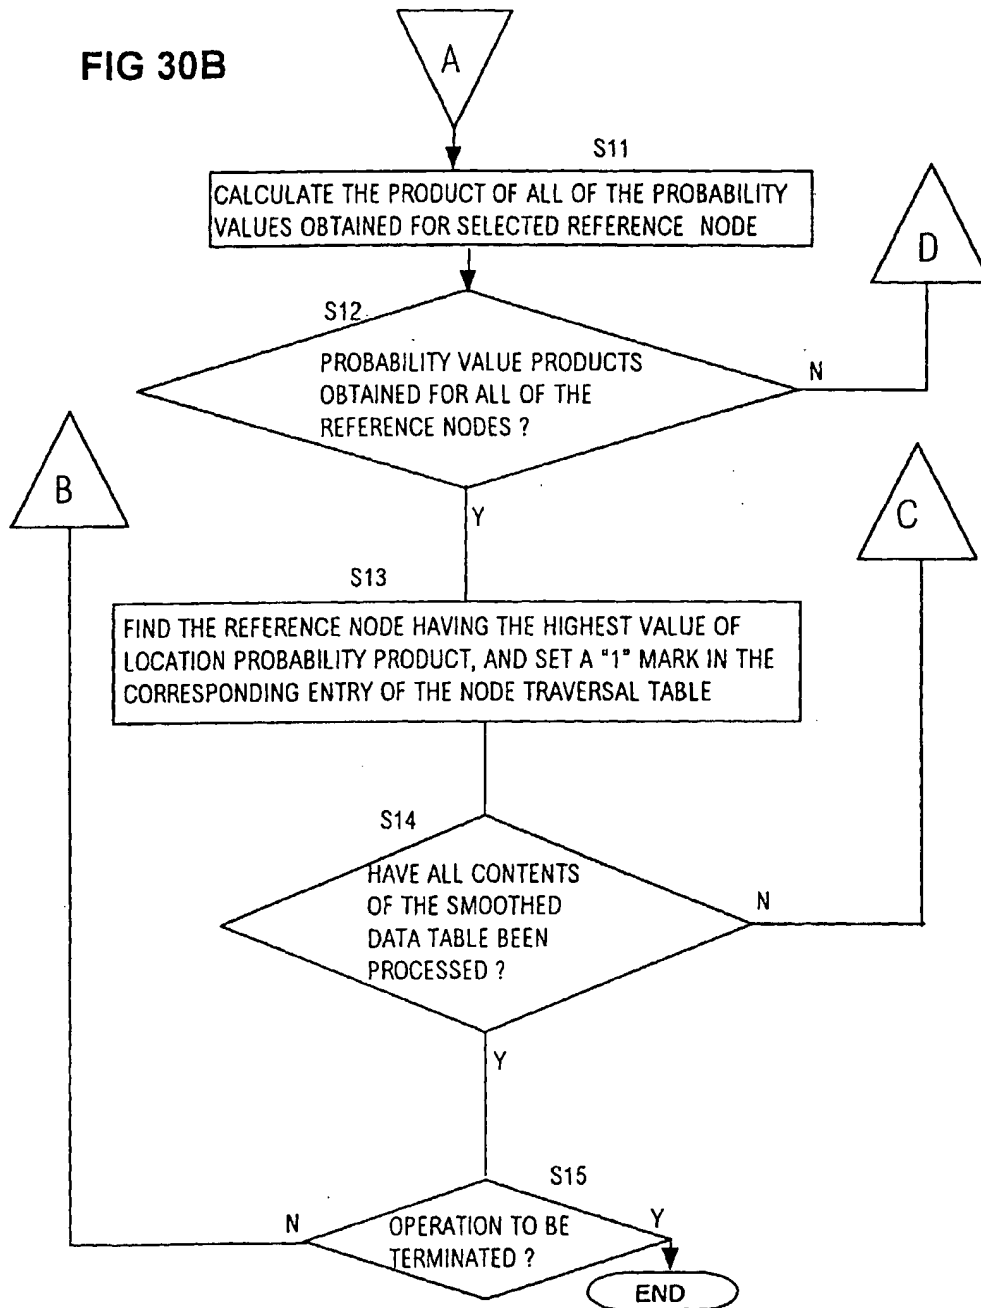 FIG 30B
A
S11
CALCULATE THE PRODUCT OF ALL OF THE PROBABILITY
VALUES OBTAINED FOR SELECTED REFERENCE NODE
D
S12
PROBABILITY VALUE PRODUCTS
OBTAINED FOR ALL OF THE
REFERENCE NODES ?
N
B
Y
C
S13
FIND THE REFERENCE NODE HAVING THE HIGHEST VALUE OF
LOCATION PROBABILITY PRODUCT, AND SET A "1" MARK IN THE
CORRESPONDING ENTRY OF THE NODE TRAVERSAL TABLE
S14
HAVE ALL CONTENTS
OF THE SMOOTHED
DATA TABLE BEEN
PROCESSED ?
N
Y
S15
N
OPERATION TO BE
TERMINATED ?
Y
END